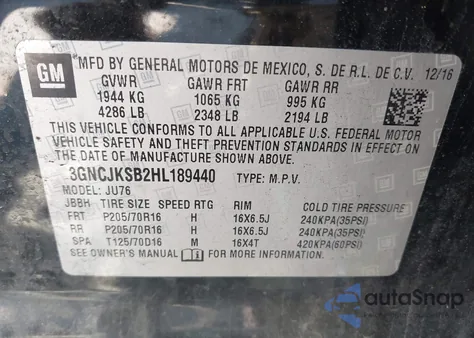 GM
MFD BY GENERAL MOTORS DE MEXICO, S. DE R.L. DE C.V. 12/16
GVWR GAWR FRT GAWR RR
1944 KG 1065 KG 995 KG
4286 LB 2348 LB 2194 LB
THIS VEHICLE CONFORMS TO ALL APPLICABLE U.S. FEDERAL MOTOR
VEHICLE SAFETY AND THEFT PREVENTION STANDARDS IN EFFECT ON
THE DATE OF MANUFACTURE SHOWN ABOVE.
3GNCJKSB2HL189440 TYPE: M.P.V.
MODEL: JU76
JBBH TIRE SIZE SPEED RTG RIM COLD TIRE PRESSURE
FRT P205/70R16 H 16X6.5J 240KPA(35PSI)
RR P205/70R16 H 16X6.5J 240KPA(35PSI)
SPA T125/70D16 M 16X4T 420KPA(60PSI)
SEE OWNER'S MANUAL FOR MORE INFORMATION.
autoSnap